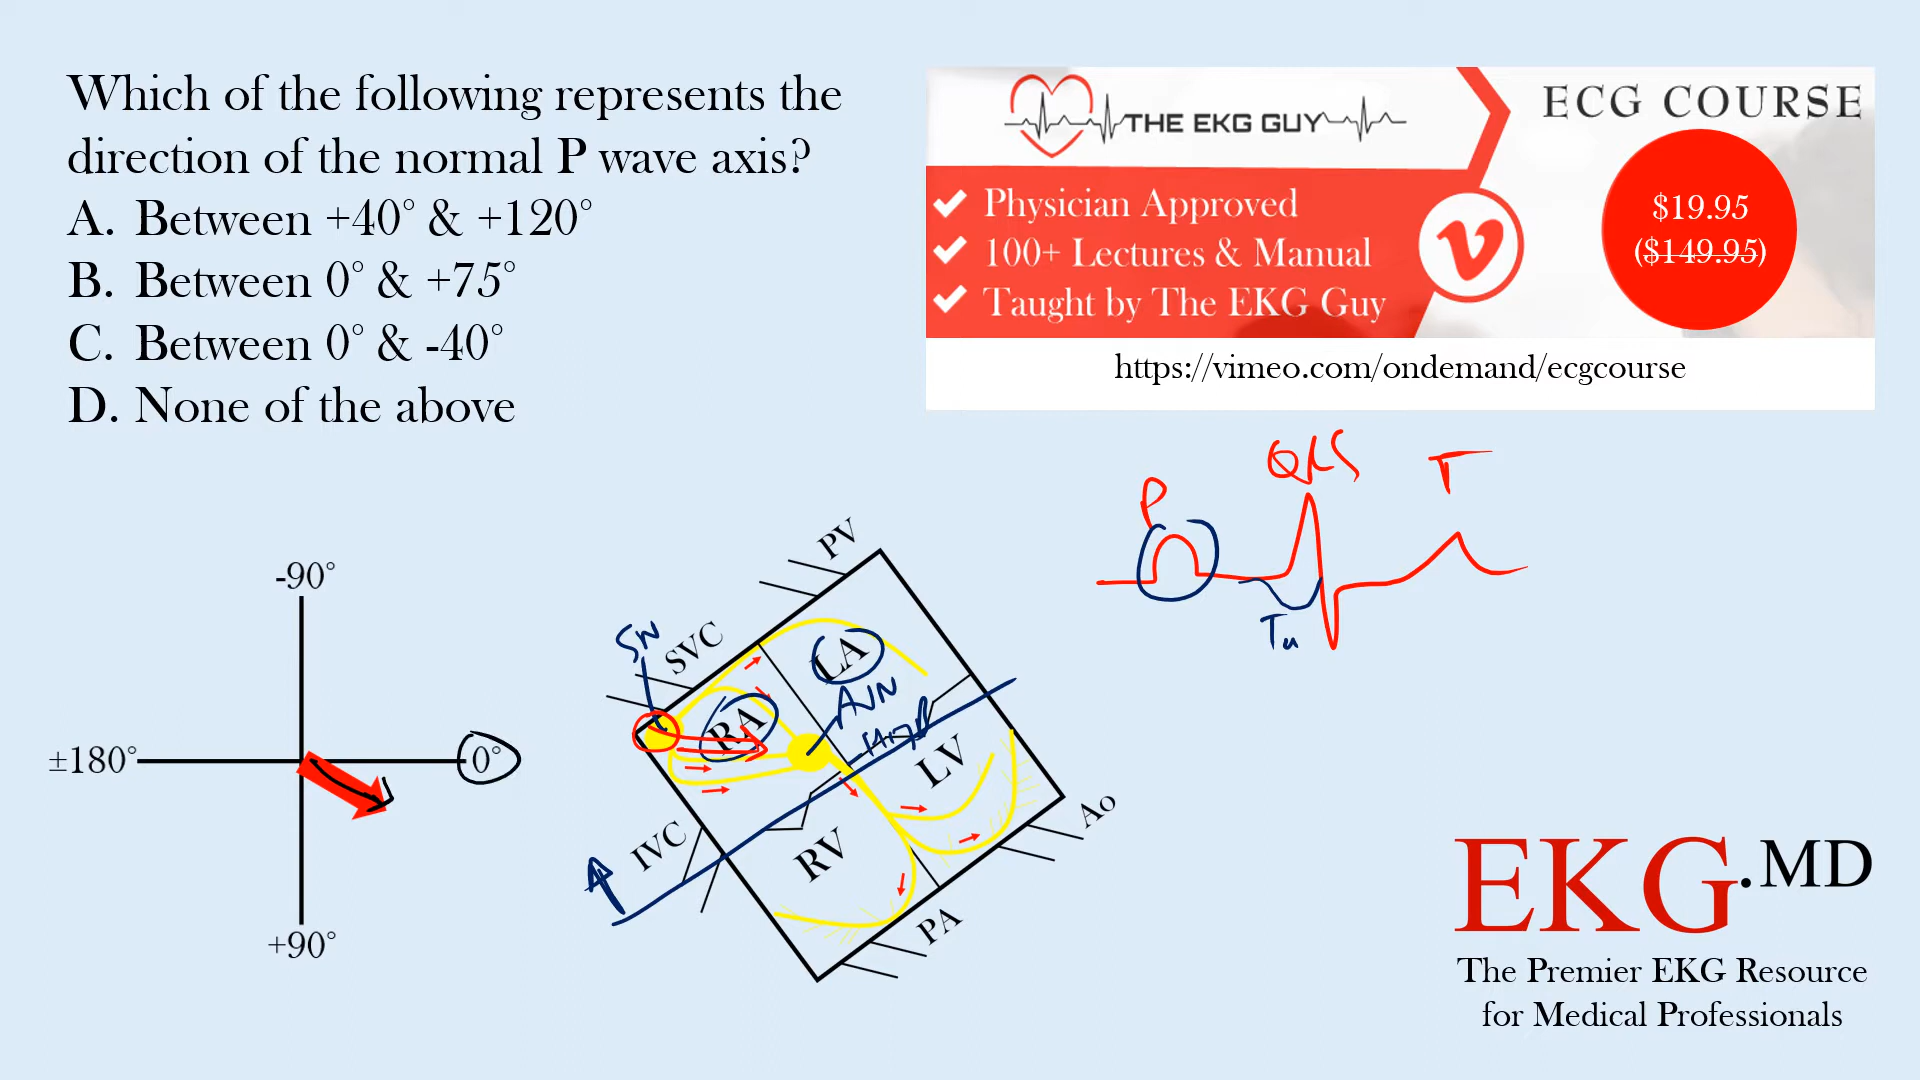 Which of the following represents the
direction of the normal P wave axis?
A. Between +40° & +120°
B. Between 0° & +75°
C. Between 0° & -40°
D. None of the above
THE EKG GUY
ECG COURSE
✓ Physician Approved
✓ 100+ Lectures & Manual
✓ Taught by The EKG Guy
V
$19.95
($149.95)
https://vimeo.com/ondemand/ecgcourse
P
QRS
T
Ta
-90°
±180°
0°
+90°
PV
SVC
SN
LA
RA
AVN
LV
IVC
RV
Ao
PA
EKG.MD
The Premier EKG Resource
for Medical Professionals